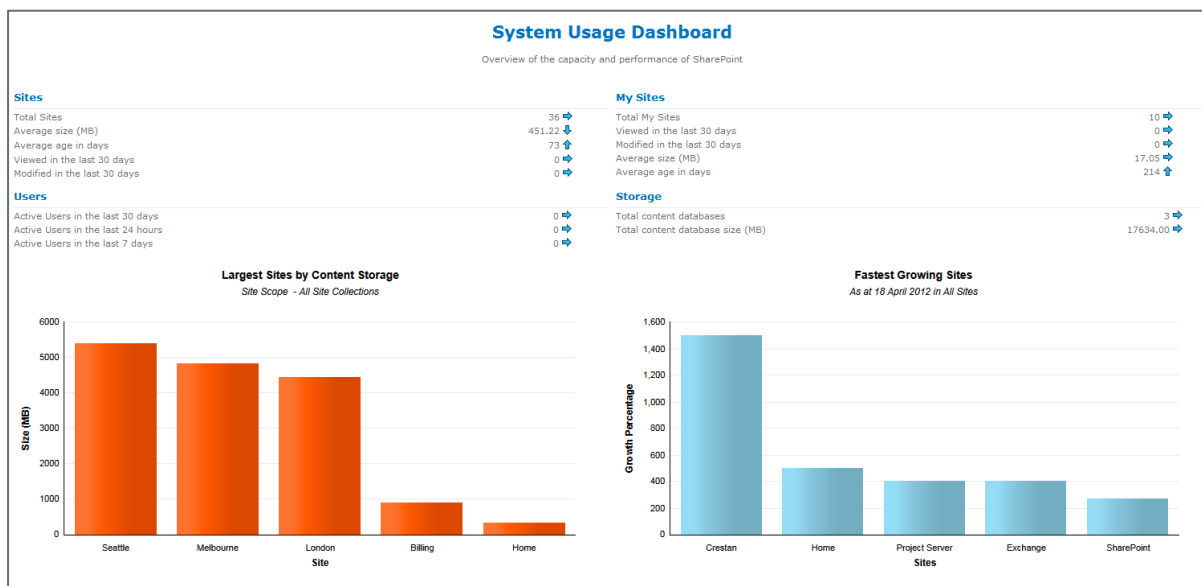 System Usage Dashboard
Overview of the capacity and performance of SharePoint
Sites
Total Sites 36
Average size (MB) 451.22
Average age in days 73
Viewed in the last 30 days 0
Modified in the last 30 days 0
Users
Active Users in the last 30 days 0
Active Users in the last 24 hours 0
Active Users in the last 7 days 0
My Sites
Total My Sites 10
Viewed in the last 30 days 0
Modified in the last 30 days 0
Average size (MB) 17.05
Average age in days 214
Storage
Total content databases 3
Total content database size (MB) 17634.00
Largest Sites by Content Storage
Site Scope - All Site Collections
Size (MB)
6000
5000
4000
3000
2000
1000
0
Seattle Melbourne London Billing Home
Site
Fastest Growing Sites
As at 18 April 2012 in All Sites
Growth Percentage
1,600
1,400
1,200
1,000
800
600
400
200
0
Crestan Home Project Server Exchange SharePoint
Sites